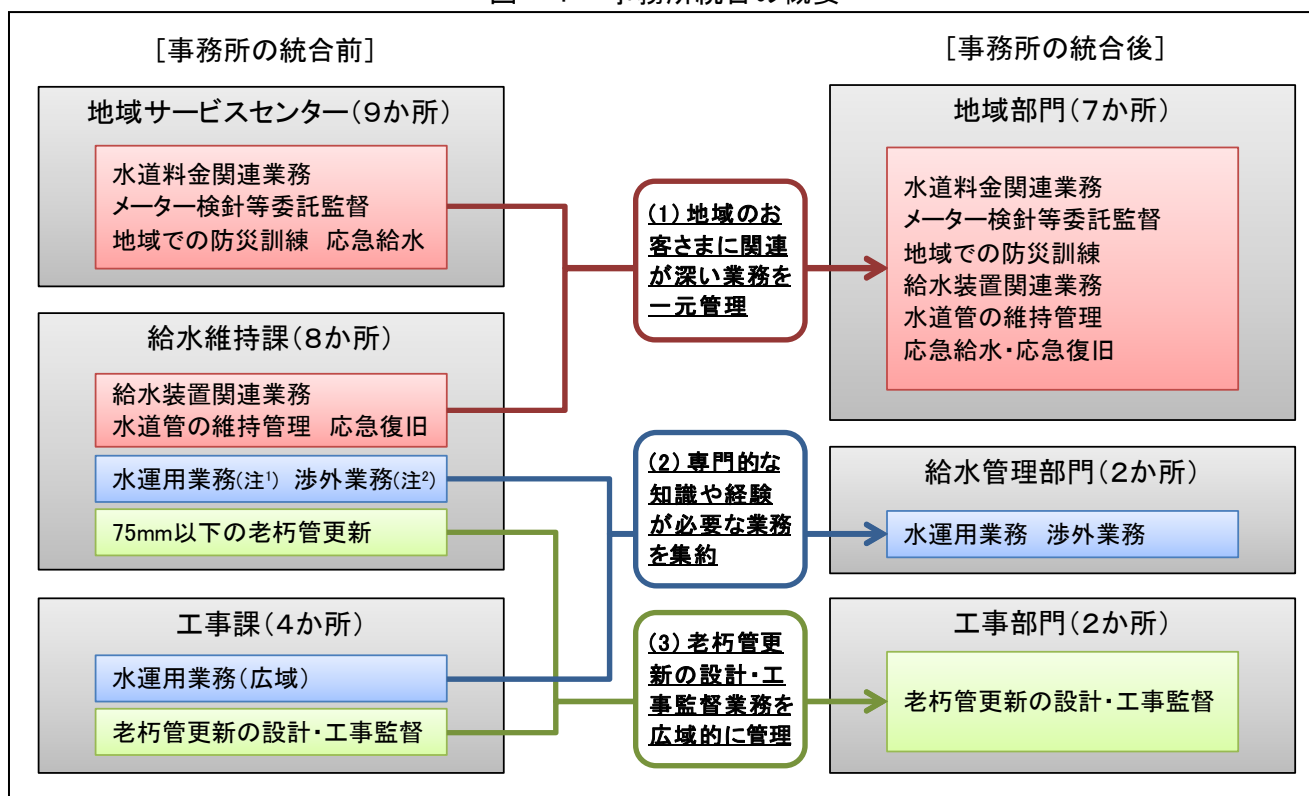 事務所統合の概要
[事務所の統合前]
地域サービスセンター(9か所)
水道料金関連業務
メーター検針等委託監督
地域での防災訓練　応急給水
給水維持課(8か所)
給水装置関連業務
水道管の維持管理　応急復旧
水運用業務(注1)　渉外業務(注2)
75mm以下の老朽管更新
工事課(4か所)
水運用業務(広域)
老朽管更新の設計・工事監督
(1)地域のお
客さまに関連
が深い業務を
一元管理
(2)専門的な
知識や経験
が必要な業務
を集約
(3)老朽管更
新の設計・工
事監督業務を
広域的に管理
[事務所の統合後]
地域部門(7か所)
水道料金関連業務
メーター検針等委託監督
地域での防災訓練
給水装置関連業務
水道管の維持管理
応急給水・応急復旧
給水管理部門(2か所)
水運用業務　渉外業務
工事部門(2か所)
老朽管更新の設計・工事監督